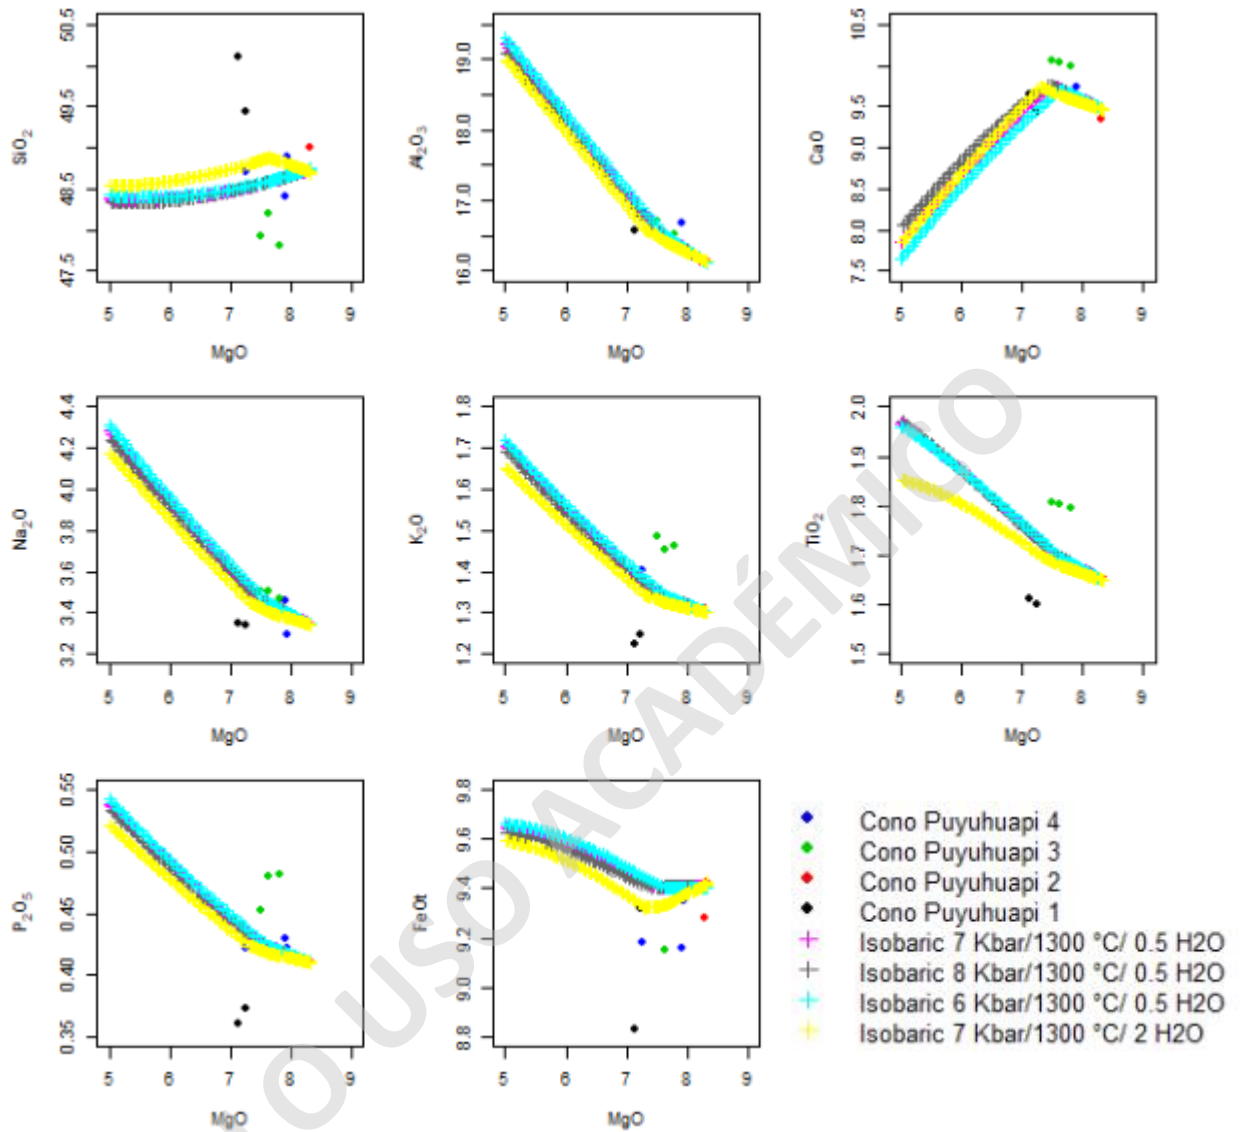 SiO2
50.5
49.5
48.5
47.5
5 6 7 8 9
MgO
Al2O3
19.0
18.0
17.0
16.0
5 6 7 8 9
MgO
CaO
10.5
9.5
9.0
8.5
8.0
7.5
5 6 7 8 9
MgO
Na2O
4.4
4.2
4.0
3.8
3.6
3.4
3.2
5 6 7 8 9
MgO
K2O
1.8
1.7
1.6
1.5
1.4
1.3
1.2
5 6 7 8 9
MgO
TiO2
2.0
1.9
1.8
1.7
1.6
1.5
5 6 7 8 9
MgO
P2O5
0.55
0.50
0.45
0.40
0.35
5 6 7 8 9
MgO
FeOt
9.8
9.6
9.4
9.2
9.0
8.8
5 6 7 8 9
MgO
Cono Puyuhuapi 4
Cono Puyuhuapi 3
Cono Puyuhuapi 2
Cono Puyuhuapi 1
Isobaric 7 Kbar/1300 °C/ 0.5 H2O
Isobaric 8 Kbar/1300 °C/ 0.5 H2O
Isobaric 6 Kbar/1300 °C/ 0.5 H2O
Isobaric 7 Kbar/1300 °C/ 2 H2O
O USO ACADÉMICO